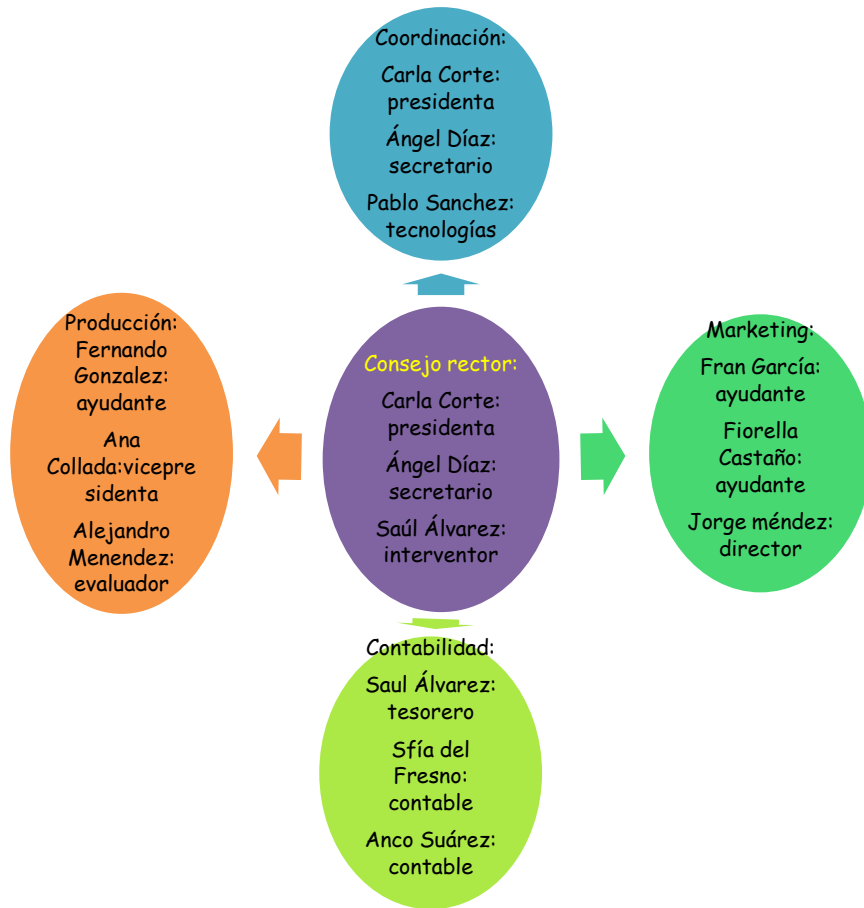 Coordinación:
Carla Corte:
presidenta
Ángel Díaz:
secretario
Pablo Sanchez:
tecnologías
Producción:
Fernando
Gonzalez:
ayudante
Ana
Collada:vicepre
sidenta
Alejandro
Menendez:
evaluador
Consejo rector:
Carla Corte:
presidenta
Ángel Díaz:
secretario
Saúl Álvarez:
interventor
Marketing:
Fran García:
ayudante
Fiorella
Castaño:
ayudante
Jorge méndez:
director
Contabilidad:
Saul Álvarez:
tesorero
Sfía del
Fresno:
contable
Anco Suárez:
contable